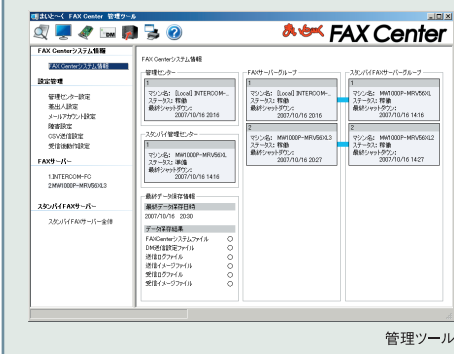 まいと～く FAX Center 管理ツール
まいと～く FAX Center
FAX Centerシステム情報
FAX Centerシステム情報
設定管理
管理センター設定
差出人設定
メールアカウント設定
障害設定
CSV送信設定
受信後動作設定
FAXサーバー
1.INTERCOM-FC
2.MW1000P-MRV56XL3
スタンバイFAXサーバー
スタンバイFAXサーバー全体
FAX Centerシステム情報
管理センター
1
マシン名: [Local] INTERCOM-...
ステータス: 稼働
最終シャットダウン:
2007/10/16 20:16
スタンバイ管理センター
1
マシン名: MW1000P-MRV56XL
ステータス: 準備
最終シャットダウン:
2007/10/16 14:16
最終データ保存情報
最終データ保存日時
2007/10/16 20:30
データ保存結果
FAXCenterシステムファイル ○
DM送信設定ファイル ○
送信ログファイル ○
送信イメージファイル ○
受信ログファイル ○
受信イメージファイル ○
FAXサーバーグループ
1
マシン名: [Local] INTERCOM-...
ステータス: 稼働
最終シャットダウン:
2007/10/16 20:16
2
マシン名: MW1000P-MRV56XL3
ステータス: 稼働
最終シャットダウン:
2007/10/16 20:27
スタンバイFAXサーバーグループ
1
マシン名: MW1000P-MRV56XL
ステータス: 稼働
最終シャットダウン:
2007/10/16 14:16
2
マシン名: MW1000P-MRV56XL2
ステータス: 稼働
最終シャットダウン:
2007/10/16 14:27
管理ツール